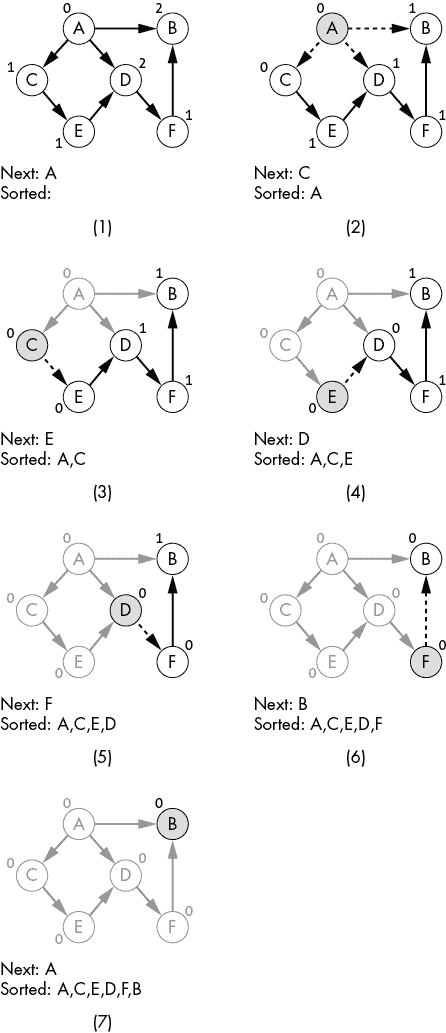 0 2 0 1
A B A B
1 2 0 1
C D C D
E F E F
1 1 1 1
Next: A Next: C
Sorted: Sorted: A
(1) (2)
0 1 0 1
A B A B
0 1 0
C D C D
E F E F
0 1 0 1
Next: E Next: D
Sorted: A,C Sorted: A,C,E
(3) (4)
0 1 0 0
A B A B
0 0 0 0
C D C D
E F E F
0 0 0 0
Next: F Next: B
Sorted: A,C,E,D Sorted: A,C,E,D,F
(5) (6)
0 0
A B
0 0
C D
E F
0 0
Next: A
Sorted: A,C,E,D,F,B
(7)